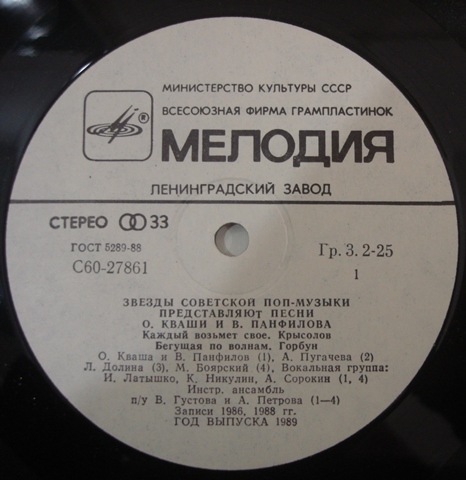 МИНИСТЕРСТВО КУЛЬТУРЫ СССР
ВСЕСОЮЗНАЯ ФИРМА ГРАМПЛАСТИНОК
®
МЕЛОДИЯ
ЛЕНИНГРАДСКИЙ ЗАВОД
СТЕРЕО 33
ГОСТ 5289-88
Гр. 3. 2-25
С60-27861
1
ЗВЕЗДЫ СОВЕТСКОЙ ПОП-МУЗЫКИ
ПРЕДСТАВЛЯЮТ ПЕСНИ
О. КВАШИ И В. ПАНФИЛОВА
Каждый возьмет свое. Крысолов
Бегущая по волнам. Горбун
О. Кваша и В. Панфилов (1), А. Пугачева (2)
Л. Долина (3), М. Боярский (4), Вокальная группа:
И. Латышко, К. Никулин, А. Сорокин (1, 4)
Инстр. ансамбль
п/у В. Густова и А. Петрова (1—4)
Записи 1986, 1988 гг.
ГОД ВЫПУСКА 1989